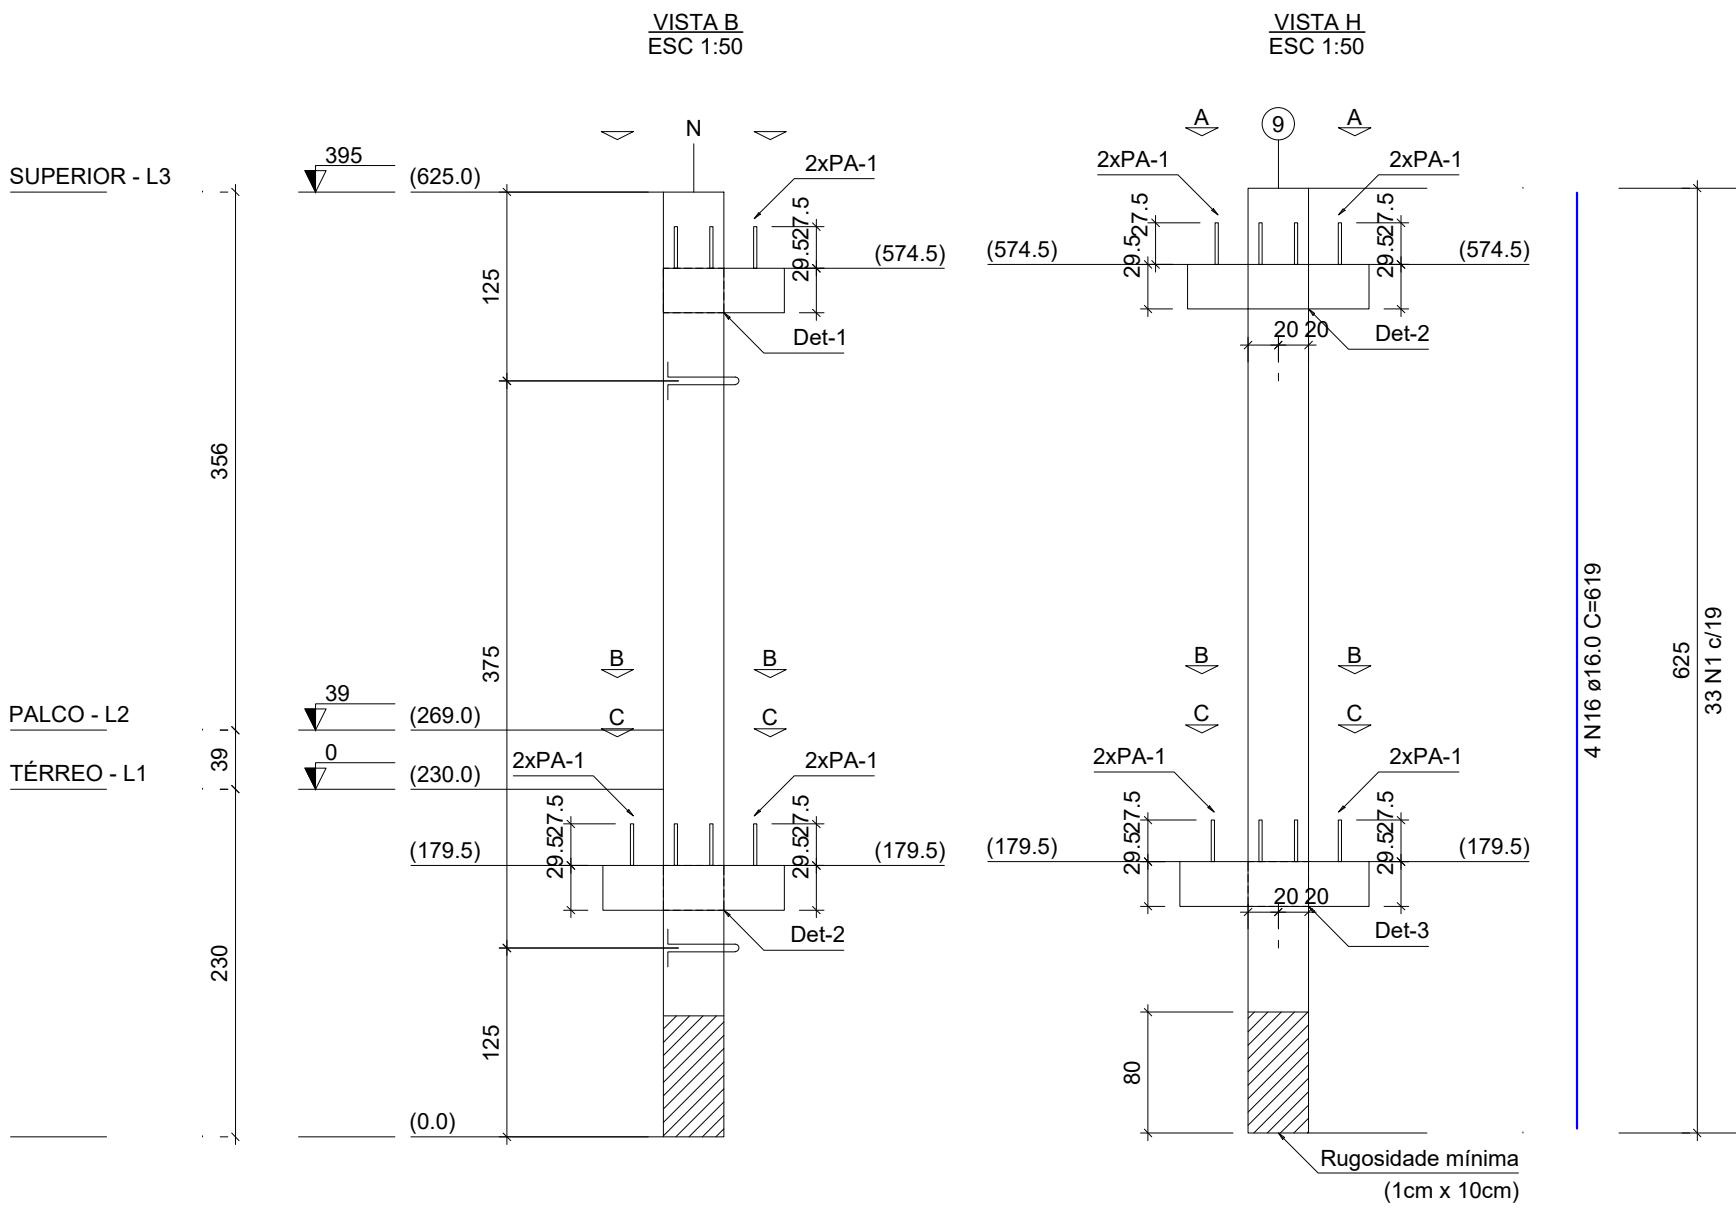 VISTA B
ESC 1:50
VISTA H
ESC 1:50
N
A
9
A
SUPERIOR - L3
395
(625.0)
2xPA-1
2xPA-1
2xPA-1
27.5
29.5
(574.5)
(574.5)
27.5
29.5
27.5
29.5
(574.5)
125
Det-1
20 20
Det-2
356
375
4 N16 ø16.0 C=619
625
33 N1 c/19
B
B
B
B
PALCO - L2
39
(269.0)
C
C
C
C
39
TÉRREO - L1
0
(230.0)
2xPA-1
2xPA-1
2xPA-1
2xPA-1
27.5
29.5
27.5
29.5
27.5
29.5
27.5
29.5
(179.5)
(179.5)
(179.5)
(179.5)
20 20
Det-2
Det-3
230
125
80
(0.0)
Rugosidade mínima
(1cm x 10cm)